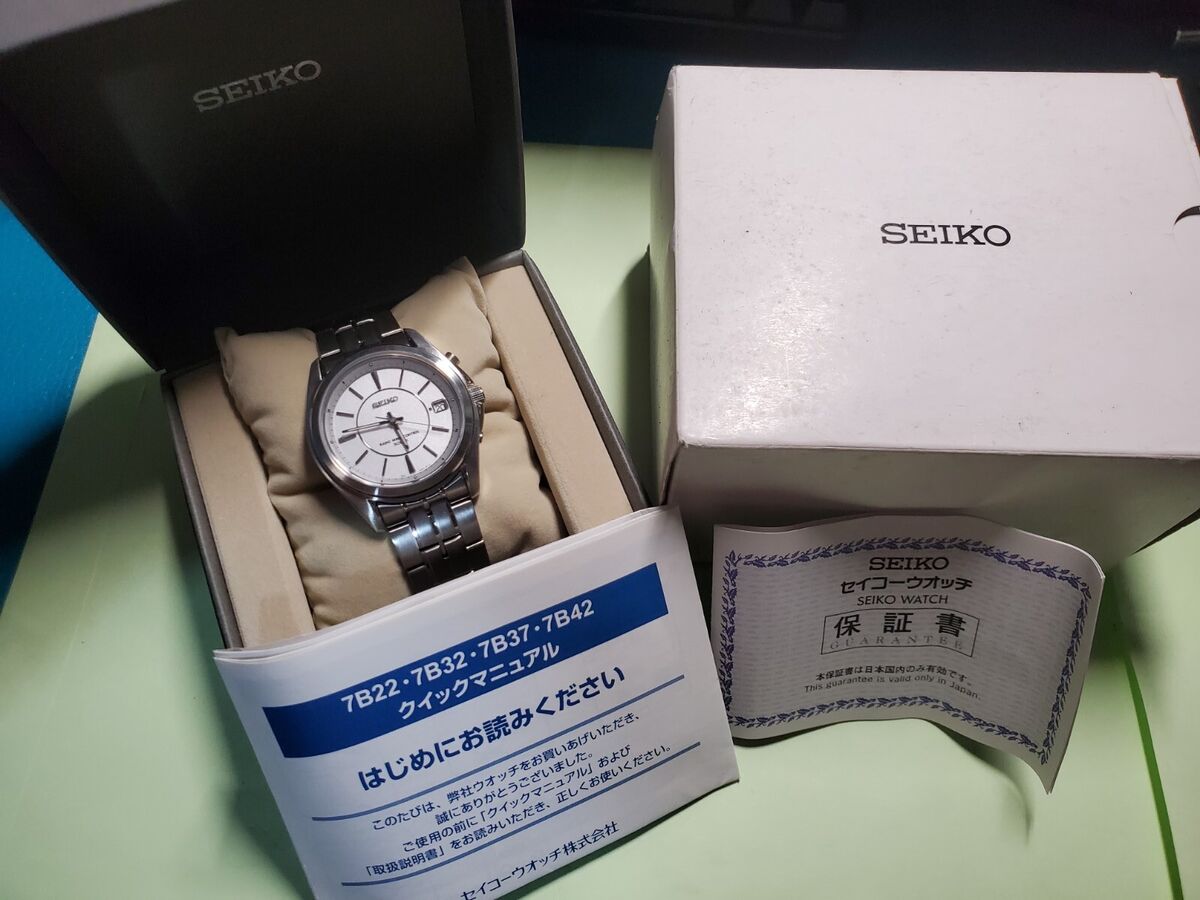 SEIKO
SEIKO
SEIKO
7B22・7B32・7B37・7B42
クイックマニュアル
はじめにお読みください
このたびは、弊社ウオッチをお買いあげいただき、
誠にありがとうございました。
ご使用の前に「クイックマニュアル」および
「取扱説明書」をお読みいただき、正しくお使いください。
セイコーウオッチ株式会社
SEIKO
セイコーウオッチ
SEIKO WATCH
保証書
GUARANTEE
本保証書は日本国内のみ有効です。
This guarantee is valid only in Japan.